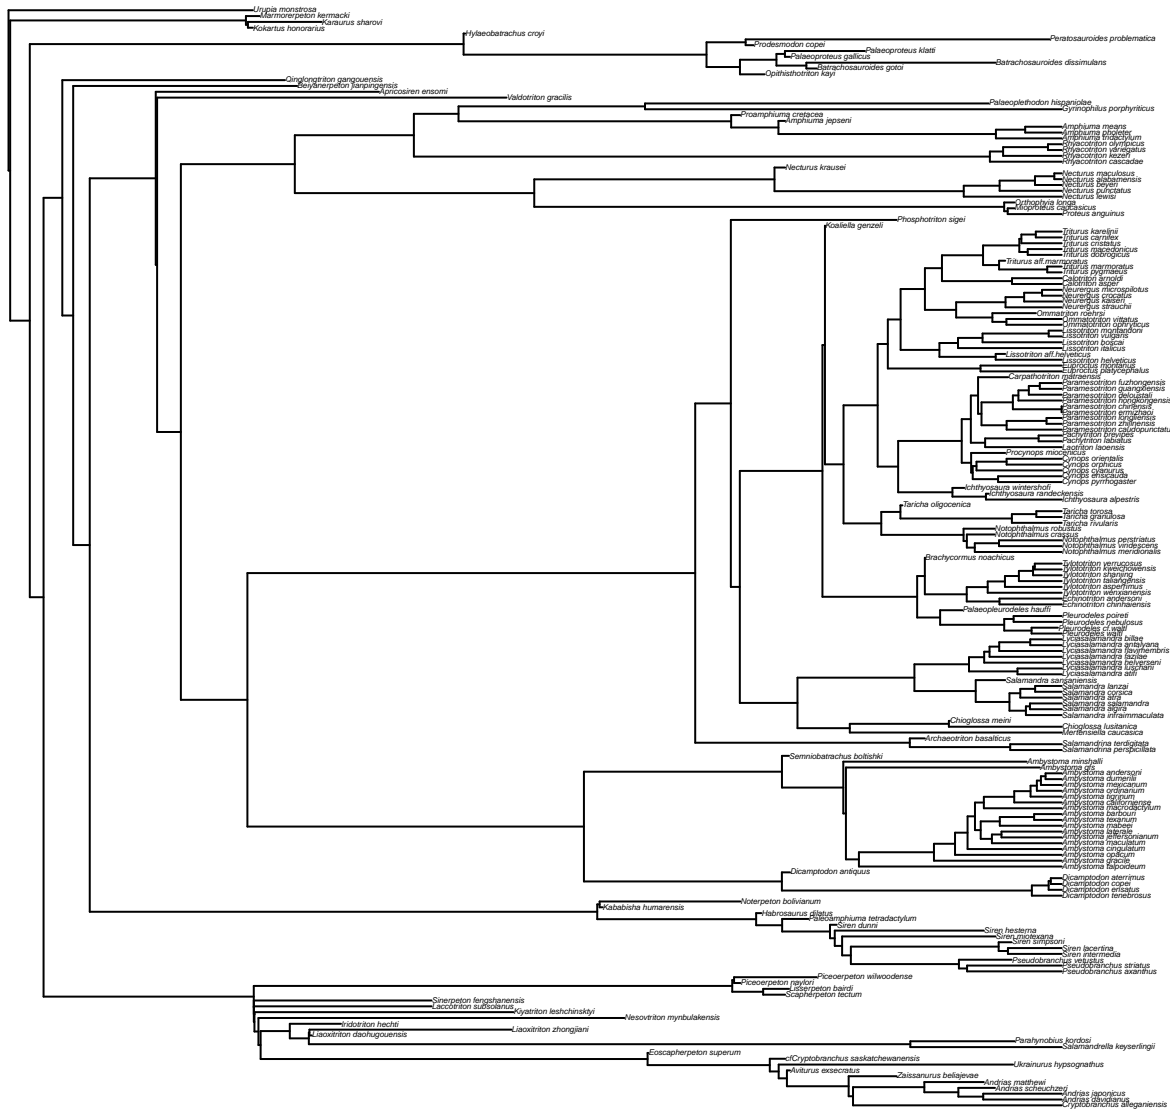 Urupia monstrosa
Marmorerpeton kermacki
Karaurus sharovi
Kokartus honorarius
Hylaeobatrachus croyi
Peratosauroides problematica
Prodesmodon copei
Palaeoproteus klatti
Palaeoproteus gallicus
Batrachosauroides dissimulans
Batrachosauroides gotoi
Opisthotriton kayi
Qinglongtriton gangouensis
Beiyanerpeton jianpingensis
Apricosiren ensomi
Valdotriton gracilis
Palaeoplethodon hispaniolae
Gyrinophilus porphyriticus
Proamphiuma cretacea
Amphiuma jepseni
Amphiuma means
Amphiuma pholeter
Amphiuma tridactylum
Rhyacotriton olympicus
Rhyacotriton variegatus
Rhyacotriton kezeri
Rhyacotriton cascadae
Necturus krausei
Necturus maculosus
Necturus alabamensis
Necturus beyeri
Necturus punctatus
Necturus lewisi
Orthophyia longa
Mioproteus caucasicus
Proteus anguinus
Phosphotriton sigei
Koaliella genzeli
Triturus karelinii
Triturus carnifex
Triturus cristatus
Triturus macedonicus
Triturus dobrogicus
Triturus aff.marmoratus
Triturus marmoratus
Triturus pygmaeus
Calotriton arnoldi
Calotriton asper
Neurergus microspilotus
Neurergus crocatus
Neurergus kaiseri
Neurergus strauchii
Ommatriton roehrsi
Ommatotriton vittatus
Ommatotriton ophryticus
Lissotriton montandoni
Lissotriton vulgaris
Lissotriton boscai
Lissotriton italicus
Lissotriton aff.helveticus
Lissotriton helveticus
Euproctus montanus
Euproctus platycephalus
Carpathotriton matraensis
Paramesotriton fuzhongensis
Paramesotriton guangxiensis
Paramesotriton deloustali
Paramesotriton hongkongensis
Paramesotriton chinensis
Paramesotriton ermizhaoi
Paramesotriton longliensis
Paramesotriton zhijinensis
Paramesotriton caudopunctatu
Pachytriton brevipes
Pachytriton labiatus
Laotriton laoensis
Procynops miocenicus
Cynops orientalis
Cynops orphicus
Cynops cyanurus
Cynops ensicauda
Cynops pyrrhogaster
Ichthyosaura wintershofi
Ichthyosaura randeckensis
Ichthyosaura alpestris
Taricha oligocenica
Taricha torosa
Taricha granulosa
Taricha rivularis
Notophthalmus robustus
Notophthalmus crassus
Notophthalmus perstriatus
Notophthalmus viridescens
Notophthalmus meridionalis
Brachycormus noachicus
Tylototriton verrucosus
Tylototriton kweichowensis
Tylototriton shanjing
Tylototriton taliangensis
Tylototriton asperrimus
Tylototriton wenxianensis
Echinotriton andersoni
Echinotriton chinhaiensis
Palaeopleurodeles hauffi
Pleurodeles poireti
Pleurodeles nebulosus
Pleurodeles cf.waltl
Pleurodeles waltl
Lyciasalamandra billae
Lyciasalamandra antalyana
Lyciasalamandra flavimembris
Lyciasalamandra fazilae
Lyciasalamandra helverseni
Lyciasalamandra luschani
Lyciasalamandra atifi
Salamandra sansaniensis
Salamandra lanzai
Salamandra corsica
Salamandra atra
Salamandra salamandra
Salamandra algira
Salamandra infraimmaculata
Chioglossa meini
Chioglossa lusitanica
Mertensiella caucasica
Archaeotriton basalticus
Salamandrina terdigitata
Salamandrina perspicillata
Semniobatrachus boltishki
Ambystoma minshalli
Ambystoma grs
Ambystoma andersoni
Ambystoma dumerilii
Ambystoma mexicanum
Ambystoma ordinarium
Ambystoma tigrinum
Ambystoma californiense
Ambystoma macrodactylum
Ambystoma barbouri
Ambystoma texanum
Ambystoma mabeei
Ambystoma laterale
Ambystoma jeffersonianum
Ambystoma maculatum
Ambystoma cingulatum
Ambystoma opacum
Ambystoma gracile
Ambystoma talpoideum
Dicamptodon antiquus
Dicamptodon aterrimus
Dicamptodon copei
Dicamptodon ensatus
Dicamptodon tenebrosus
Noterpeton bolivianum
Kababisha humarensis
Habrosaurus dilatus
Paleoamphiuma tetradactylum
Siren dunni
Siren hesterna
Siren miotexana
Siren simpsoni
Siren lacertina
Siren intermedia
Pseudobranchus vetustus
Pseudobranchus striatus
Pseudobranchus axanthus
Piceoerpeton wilwoodense
Piceoerpeton naylori
Lisserpeton bairdi
Scapherpeton tectum
Sinerpeton fengshanensis
Laccotriton subsolanus
Kiyatriton leshchinsktyi
Nesovtriton mynbulakensis
Iridotriton hechti
Liaoxitriton zhongjiani
Liaoxitriton daohugouensis
Parahynobius kordosi
Salamandrella keyserlingii
Eoscapherpeton superum
cfCryptobranchus saskatchewanensis
Ukrainurus hypsognathus
Aviturus exsecratus
Zaissanurus beliajevae
Andrias matthewi
Andrias scheuchzeri
Andrias japonicus
Andrias davidianus
Cryptobranchus alleganiensis